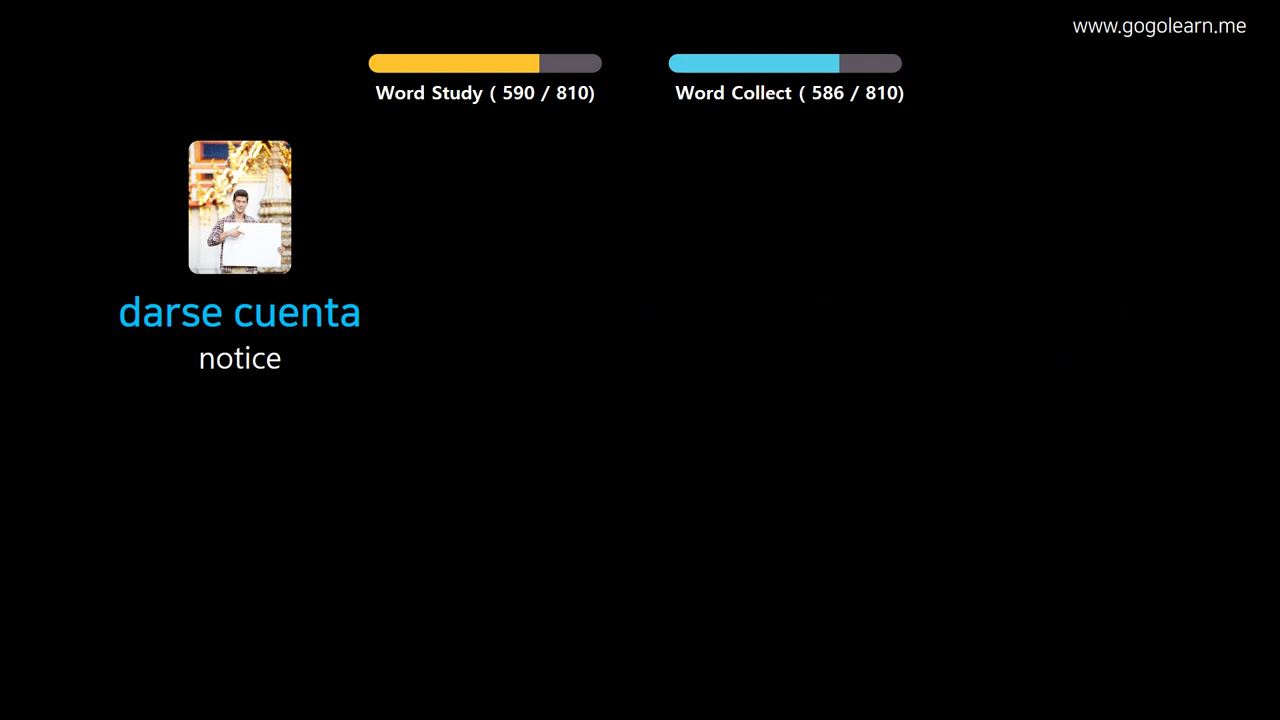 www.gogolearn.me
Word Study ( 590 / 810)
Word Collect ( 586 / 810)
darse cuenta
notice